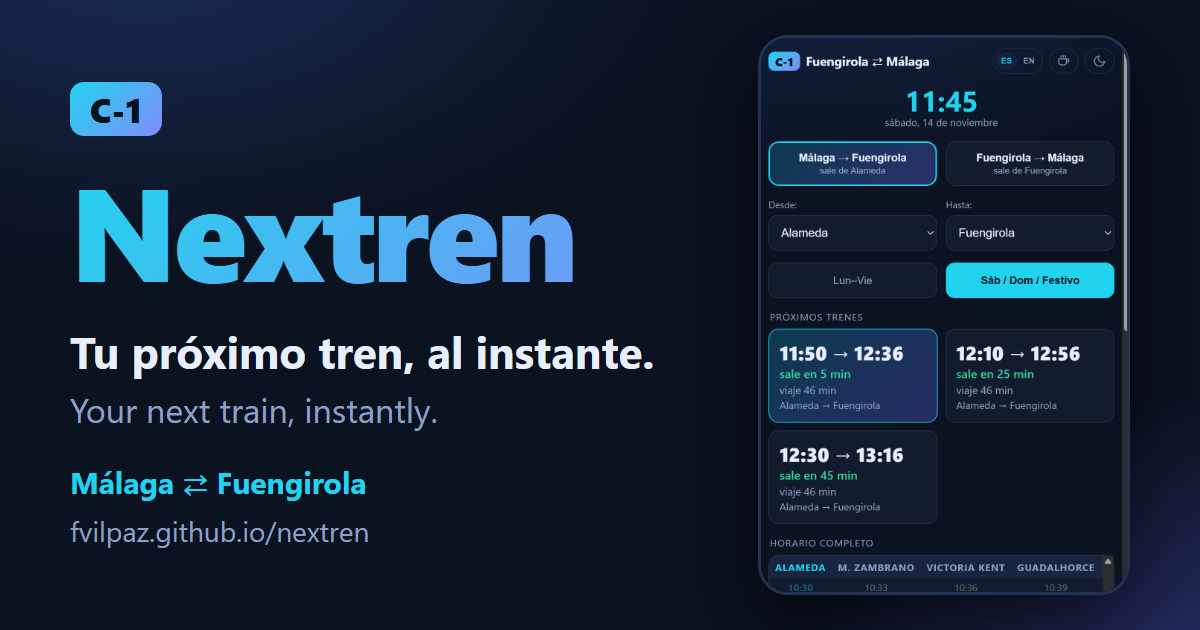 C-1
Nextren
Tu próximo tren, al instante.
Your next train, instantly.
Málaga ⇄ Fuengirola
fvilpaz.github.io/nextren
C-1 Fuengirola ⇄ Málaga ES EN
11:45
sábado, 14 de noviembre
Málaga → Fuengirola
sale de Alameda
Fuengirola → Málaga
sale de Fuengirola
Desde: Hasta:
Alameda Fuengirola
Lun–Vie Sáb / Dom / Festivo
PRÓXIMOS TRENES
11:50 → 12:36
sale en 5 min
viaje 46 min
Alameda → Fuengirola
12:10 → 12:56
sale en 25 min
viaje 46 min
Alameda → Fuengirola
12:30 → 13:16
sale en 45 min
viaje 46 min
Alameda → Fuengirola
HORARIO COMPLETO
ALAMEDA M. ZAMBRANO VICTORIA KENT GUADALHORCE
10:30 10:33 10:36 10:39